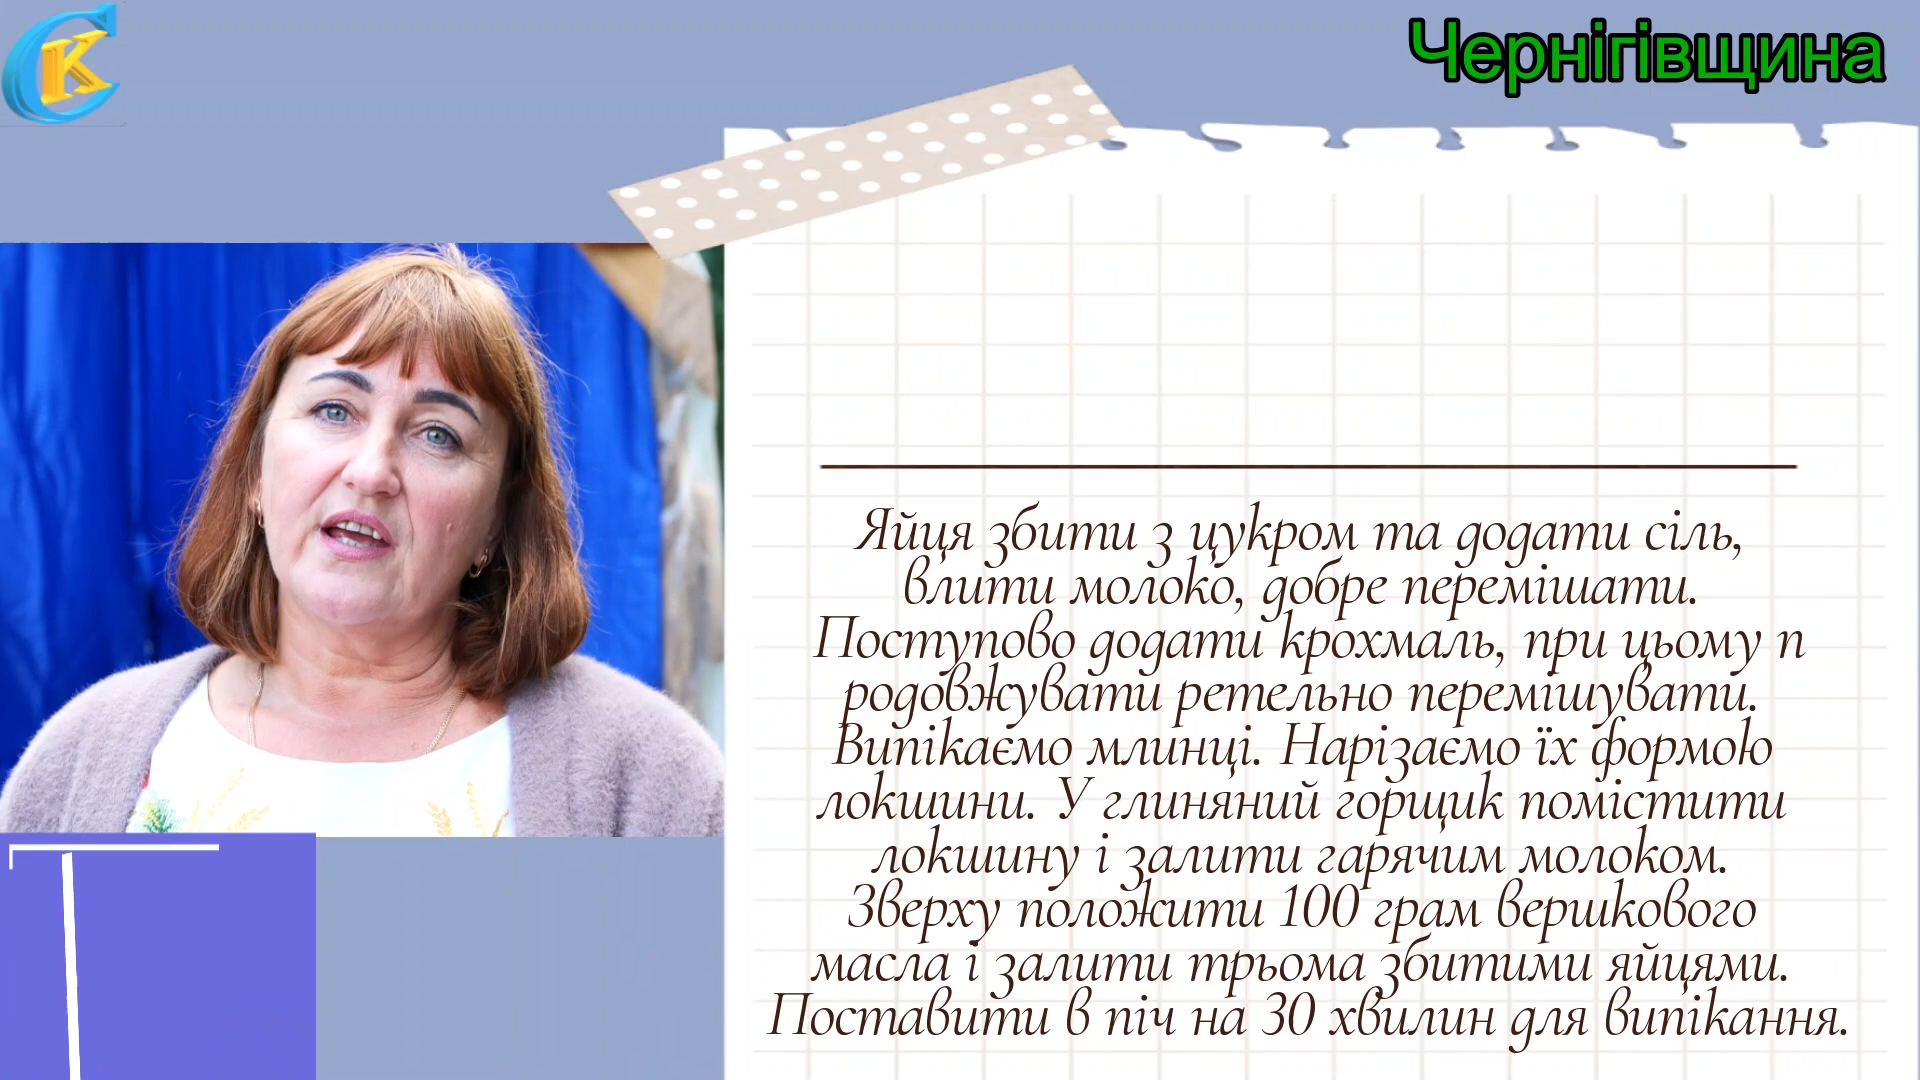 СК
Чернігівщина
Яйця збити з цукром та додати сіль,
влити молоко, добре перемішати.
Поступово додати крохмаль, при цьому п
родовжувати ретельно перемішувати.
Випікаємо млинці. Нарізаємо їх формою
локшини. У глиняний горщик помістити
локшину і залити гарячим молоком.
Зверху положити 100 грам вершкового
масла і залити трьома збитими яйцями.
Поставити в піч на 30 хвилин для випікання.